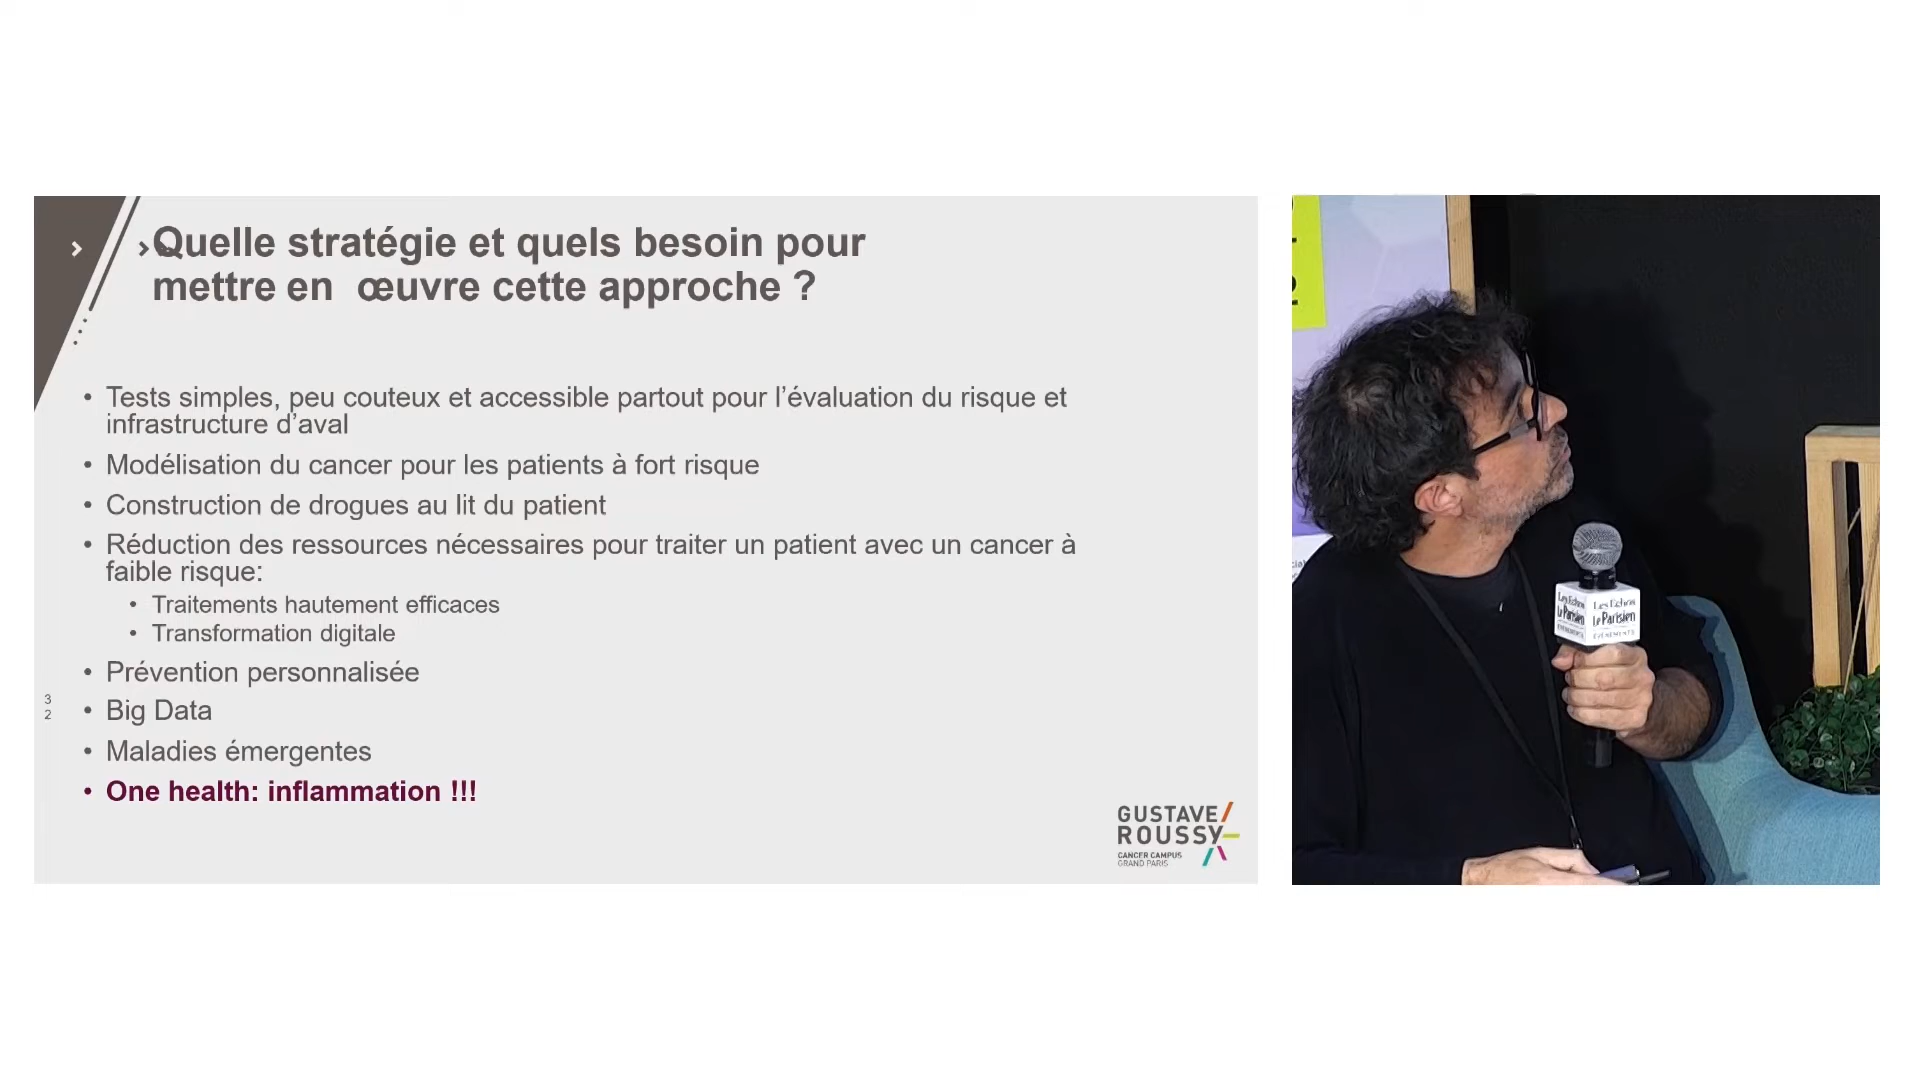 Quelle stratégie et quels besoin pour
mettre en œuvre cette approche ?
• Tests simples, peu couteux et accessible partout pour l'évaluation du risque et
infrastructure d'aval
• Modélisation du cancer pour les patients à fort risque
• Construction de drogues au lit du patient
• Réduction des ressources nécessaires pour traiter un patient avec un cancer à
faible risque:
• Traitements hautement efficaces
• Transformation digitale
• Prévention personnalisée
• Big Data
• Maladies émergentes
• One health: inflammation !!!
3
2
GUSTAVE
ROUSSY
CANCER CAMPUS
GRAND PARIS
Les Echos
Le Parisien
ÉVÉNEMENTS
Les Echos
Le Parisien
ÉVÉNEMENTS